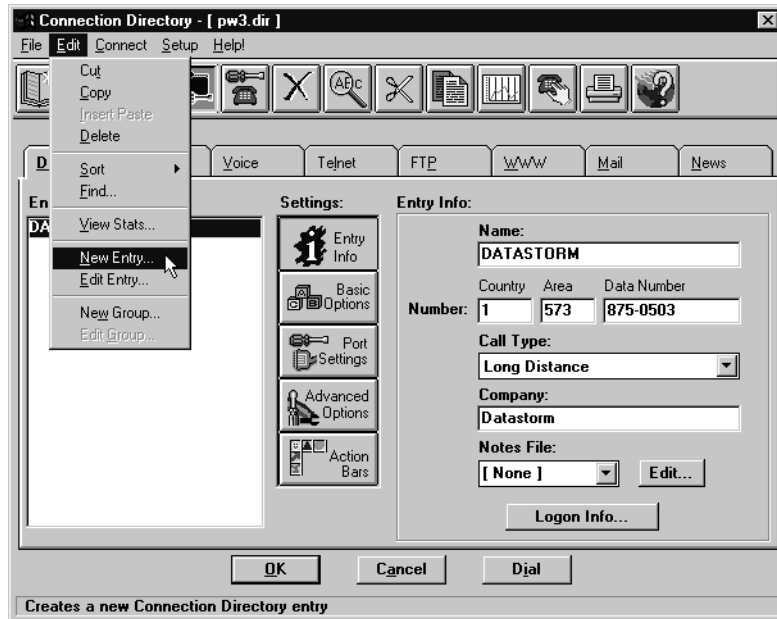 Connection Directory - [ pw3.dir ]
File Edit Connect Setup Help!
Cut
Copy
Insert Paste
Delete
Sort
Find...
View Stats...
New Entry...
Edit Entry...
New Group...
Edit Group...
ABC
D
Voice
Telnet
FTP
WWW
Mail
News
En
DA
Settings:
Entry Info
Basic Options
Port Settings
Advanced Options
Action Bars
Entry Info:
Name:
DATASTORM
Country Area Data Number
Number: 1 573 875-0503
Call Type:
Long Distance
Company:
Datastorm
Notes File:
[ None ] Edit...
Logon Info...
OK Cancel Dial
Creates a new Connection Directory entry